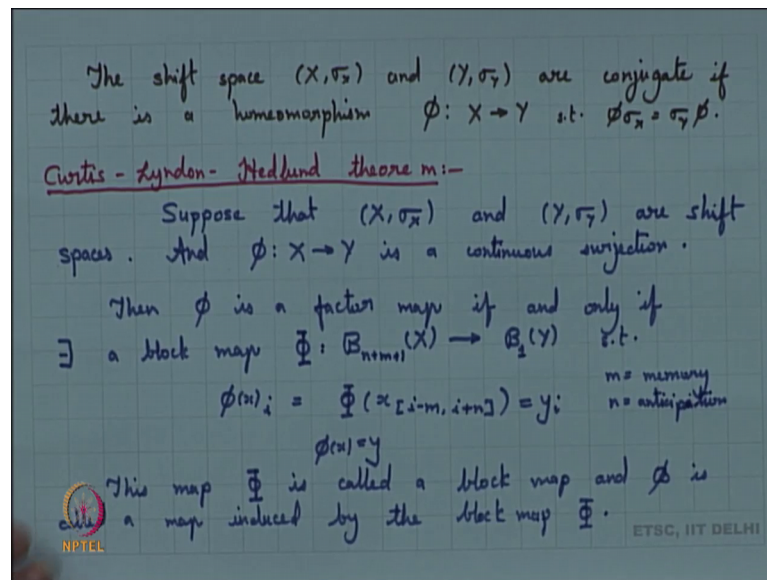 The shift space (X, σ_X) and (Y, σ_Y) are conjugate if
there is a homeomorphism ϕ: X → Y s.t. ϕσ_X = σ_Y ϕ.
Curtis - Lyndon - Hedlund theorem:-
Suppose that (X, σ_X) and (Y, σ_Y) are shift
spaces. And ϕ: X → Y is a continuous surjection.
Then ϕ is a factor map if and only if
∃ a block map Φ: B_{n+m+1}(X) → B_1(Y) s.t.
ϕ(x)_i = Φ(x_{[i-m, i+n]}) = y_i
m = memory
n = anticipation
ϕ(x) = y
This map Φ is called a block map and ϕ is
called a map induced by the block map Φ.
NPTEL
ETSC, IIT DELHI